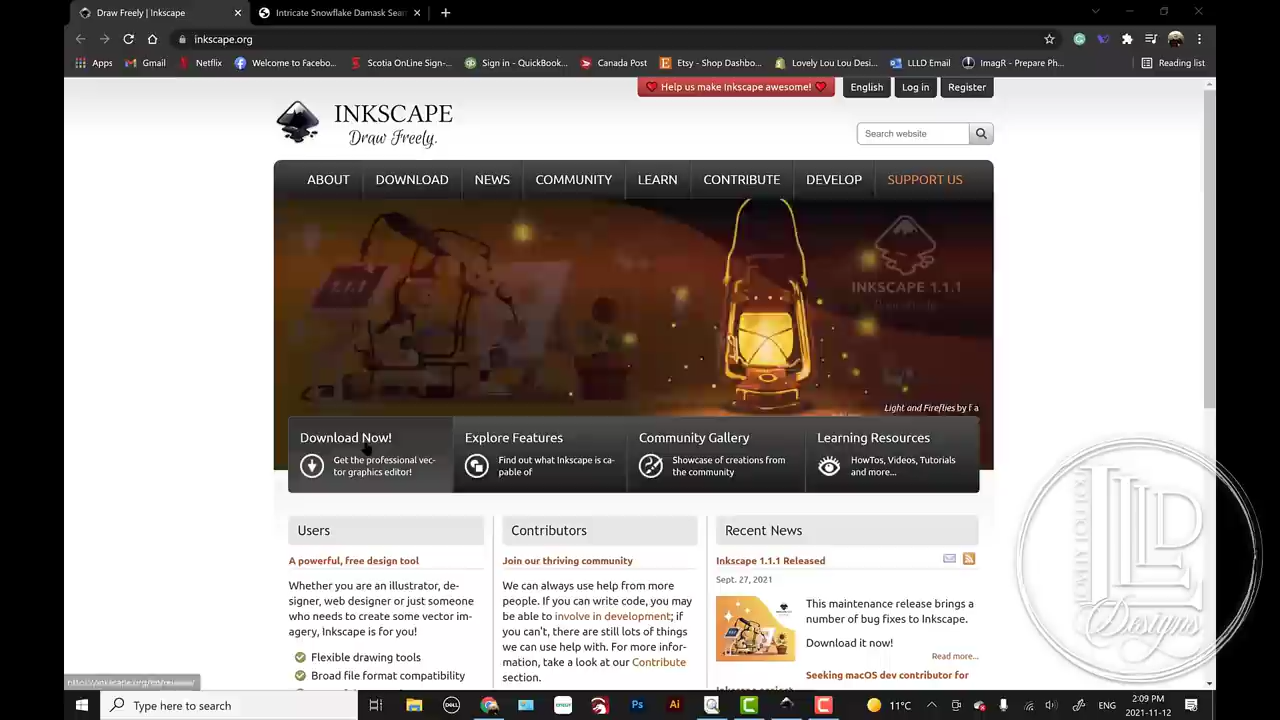 Draw Freely | Inkscape
Intricate Snowflake Damask Sear
inkscape.org
Apps
Gmail
Netflix
Welcome to Facebo...
Scotia OnLine Sign-...
Sign in - QuickBook...
Canada Post
Etsy - Shop Dashbo...
Lovely Lou Lou Desi...
LLLD Email
ImagR - Prepare Ph...
Reading list
Help us make Inkscape awesome!
English
Log in
Register
INKSCAPE
Draw Freely.
Search website
ABOUT
DOWNLOAD
NEWS
COMMUNITY
LEARN
CONTRIBUTE
DEVELOP
SUPPORT US
1.1.1
INKSCAPE 1.1.1
Draw Freely
Light and Fireflies by
Download Now!
Get the professional vec-
tor graphics editor!
Explore Features
Find out what Inkscape is ca-
pable of
Community Gallery
Showcase of creations from
the community
Learning Resources
HowTos, Videos, Tutorials
and more...
Users
A powerful, free design tool
Whether you are an illustrator, de-
signer, web designer or just someone
who needs to create some vector im-
agery, Inkscape is for you!
Flexible drawing tools
Broad file format compatibility
Contributors
Join our thriving community
We can always use help from more
people. If you can write code, you may
be able to involve in development; if
you can't, there are still lots of things
we can use help with. For more infor-
mation, take a look at our Contribute
section.
Recent News
Inkscape 1.1.1 Released
Sept. 27, 2021
This maintenance release brings a
number of bug fixes to Inkscape.
Download it now!
Read more...
Seeking macOS dev contributor for
Inkscape project
LLLD
Designs
Type here to search
11°C
ENG
2:09 PM
2021-11-12